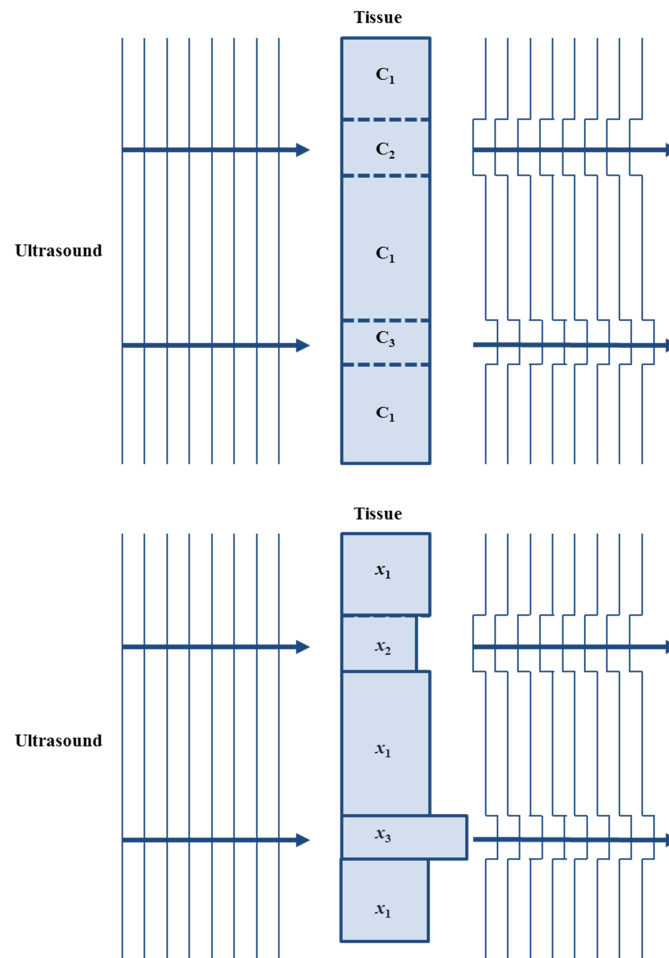 Tissue
C₁
C₂
Ultrasound
C₁
C₃
C₁
Tissue
x₁
x₂
Ultrasound
x₁
x₃
x₁